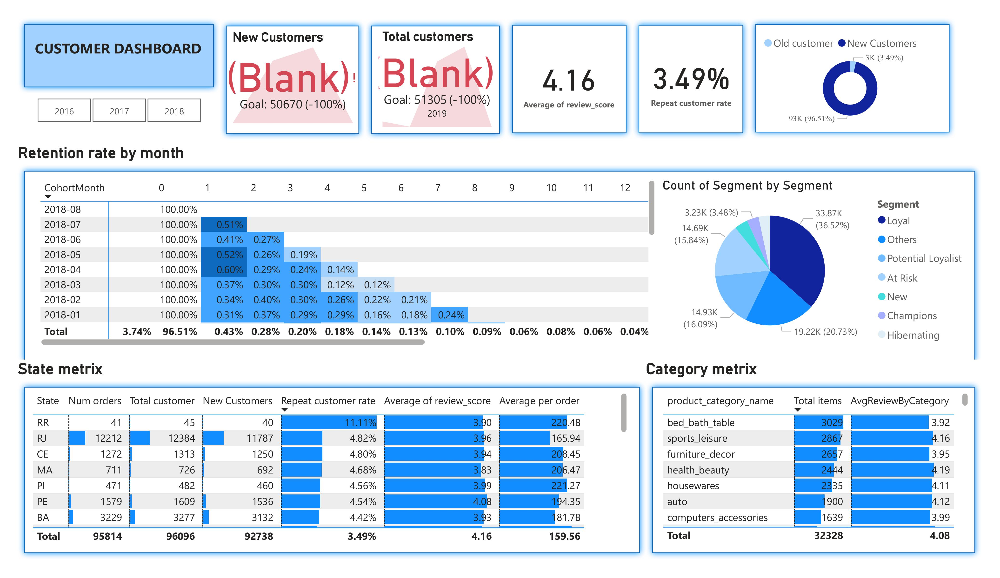 CUSTOMER DASHBOARD
2016 2017 2018
New Customers
(Blank)!
Goal: 50670 (-100%)
Total customers
(Blank)
Goal: 51305 (-100%)
2019
4.16
Average of review_score
3.49%
Repeat customer rate
Old customer New Customers
3K (3.49%)
93K (96.51%)
Retention rate by month
CohortMonth 0 1 2 3 4 5 6 7 8 9 10 11 12
2018-08 100.00%
2018-07 100.00% 0.51%
2018-06 100.00% 0.41% 0.27%
2018-05 100.00% 0.52% 0.26% 0.19%
2018-04 100.00% 0.60% 0.29% 0.24% 0.14%
2018-03 100.00% 0.37% 0.30% 0.30% 0.12% 0.12%
2018-02 100.00% 0.34% 0.40% 0.30% 0.26% 0.22% 0.21%
2018-01 100.00% 0.31% 0.37% 0.29% 0.29% 0.16% 0.18% 0.24%
Total 3.74% 96.51% 0.43% 0.28% 0.20% 0.18% 0.14% 0.13% 0.10% 0.09% 0.06% 0.08% 0.06% 0.04%
Count of Segment by Segment
3.23K (3.48%)
33.87K
(36.52%)
14.69K
(15.84%)
14.93K
(16.09%)
19.22K (20.73%)
Segment
Loyal
Others
Potential Loyalist
At Risk
New
Champions
Hibernating
State metrix
State Num orders Total customer New Customers Repeat customer rate Average of review_score Average per order
RR 41 45 40 11.11% 3.90 220.48
RJ 12212 12384 11787 4.82% 3.96 165.94
CE 1272 1313 1250 4.80% 3.94 208.45
MA 711 726 692 4.68% 3.83 206.47
PI 471 482 460 4.56% 3.99 221.27
PE 1579 1609 1536 4.54% 4.08 194.35
BA 3229 3277 3132 4.42% 3.93 181.78
Total 95814 96096 92738 3.49% 4.16 159.56
Category metrix
product_category_name Total items AvgReviewByCategory
bed_bath_table 3029 3.92
sports_leisure 2867 4.16
furniture_decor 2657 3.95
health_beauty 2444 4.19
housewares 2335 4.11
auto 1900 4.12
computers_accessories 1639 3.99
Total 32328 4.08